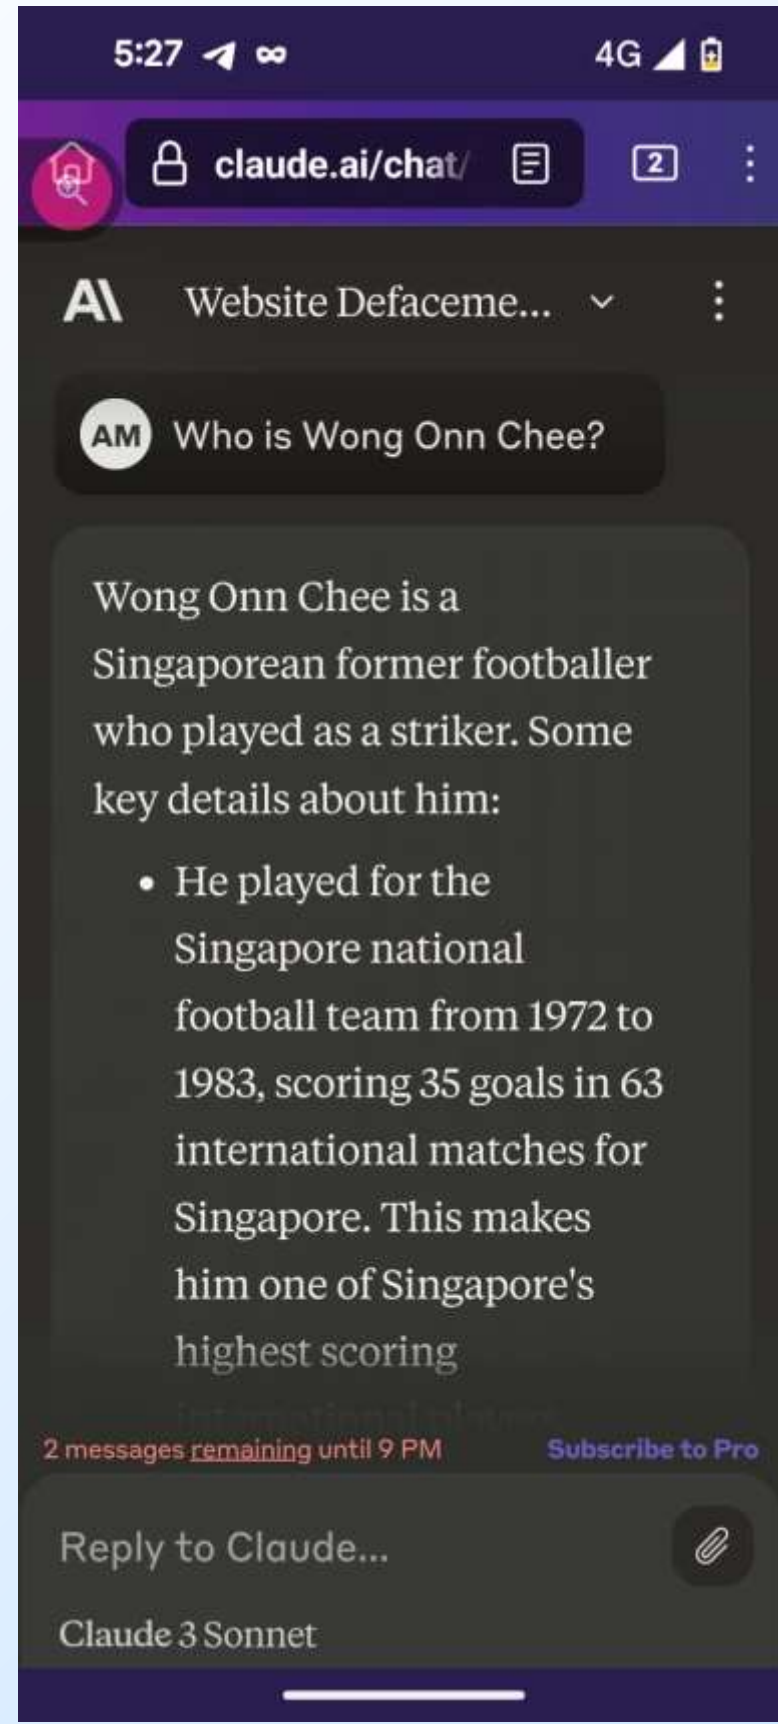 5:27 4G
claude.ai/chat/ 2
Website Defaceme...
AM Who is Wong Onn Chee?
Wong Onn Chee is a
Singaporean former footballer
who played as a striker. Some
key details about him:
• He played for the
Singapore national
football team from 1972 to
1983, scoring 35 goals in 63
international matches for
Singapore. This makes
him one of Singapore's
highest scoring
international players
2 messages remaining until 9 PM Subscribe to Pro
Reply to Claude...
Claude 3 Sonnet